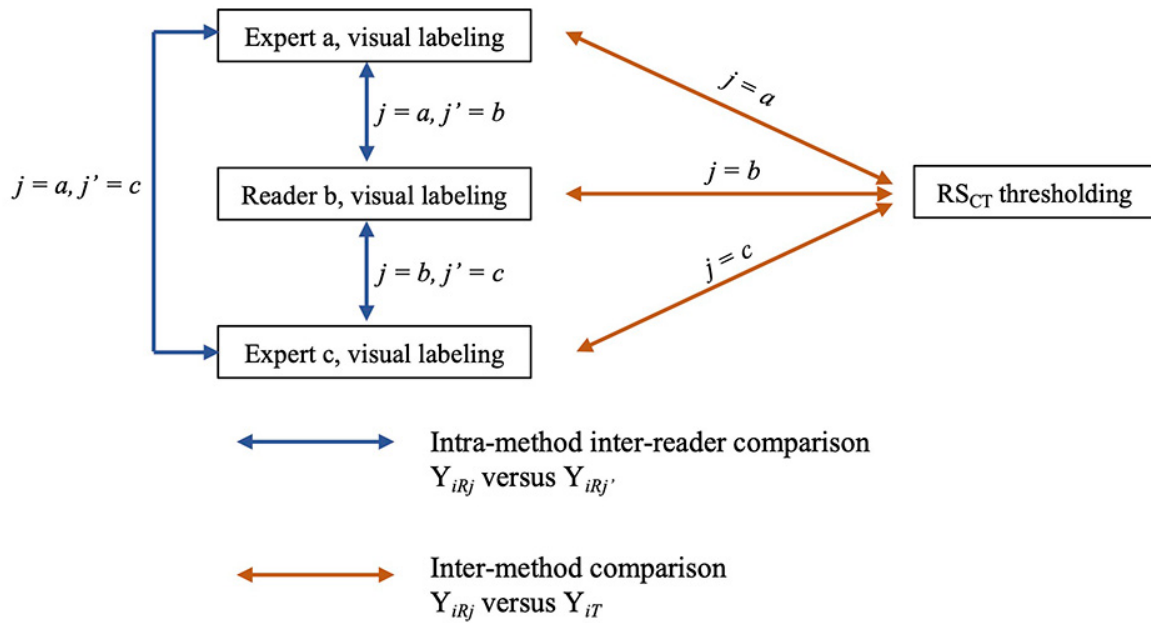 Expert a, visual labeling
j = a
j = a, j' = b
j = a, j' = c
Reader b, visual labeling
j = b
RS_CT thresholding
j = b, j' = c
j = c
Expert c, visual labeling
Intra-method inter-reader comparison
Y_iRj versus Y_iRj'
Inter-method comparison
Y_iRj versus Y_iT